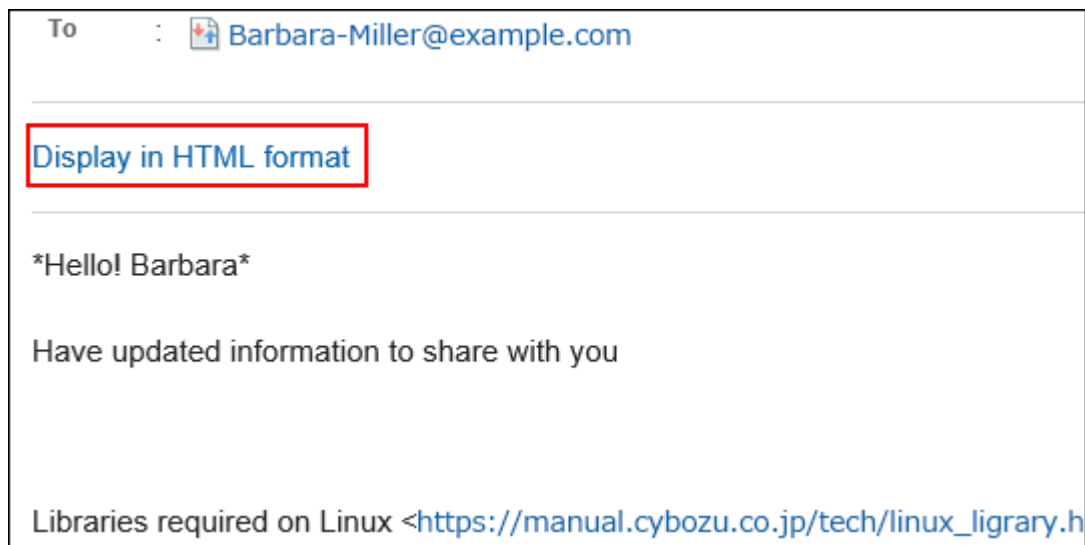 To : Barbara-Miller@example.com
Display in HTML format
*Hello! Barbara*
Have updated information to share with you
Libraries required on Linux <https://manual.cybozu.co.jp/tech/linux_ligrary.h